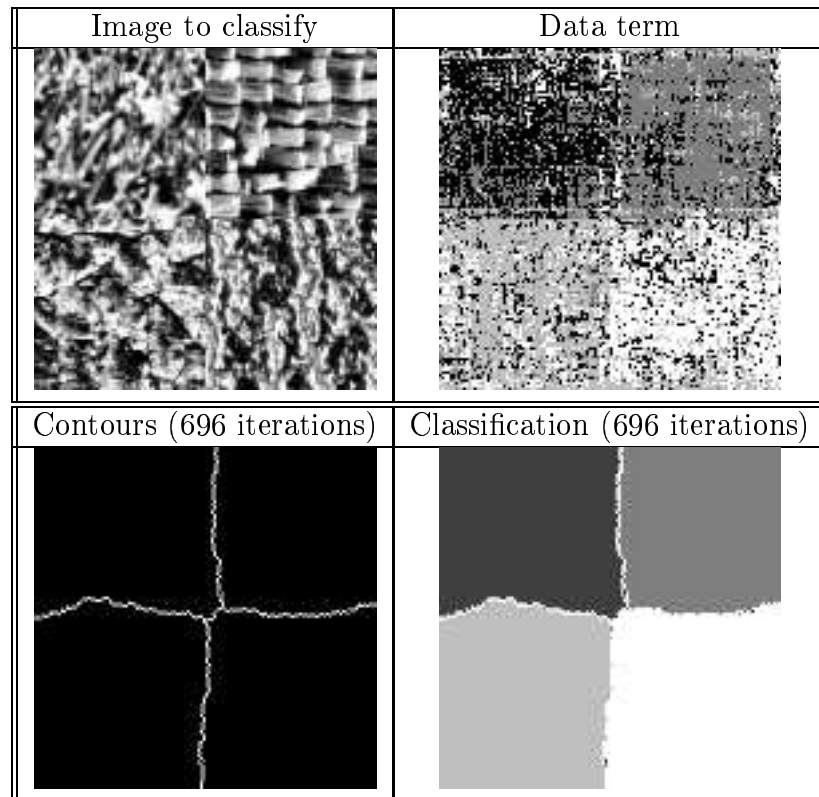 Image to classify
Data term
Contours (696 iterations)
Classification (696 iterations)